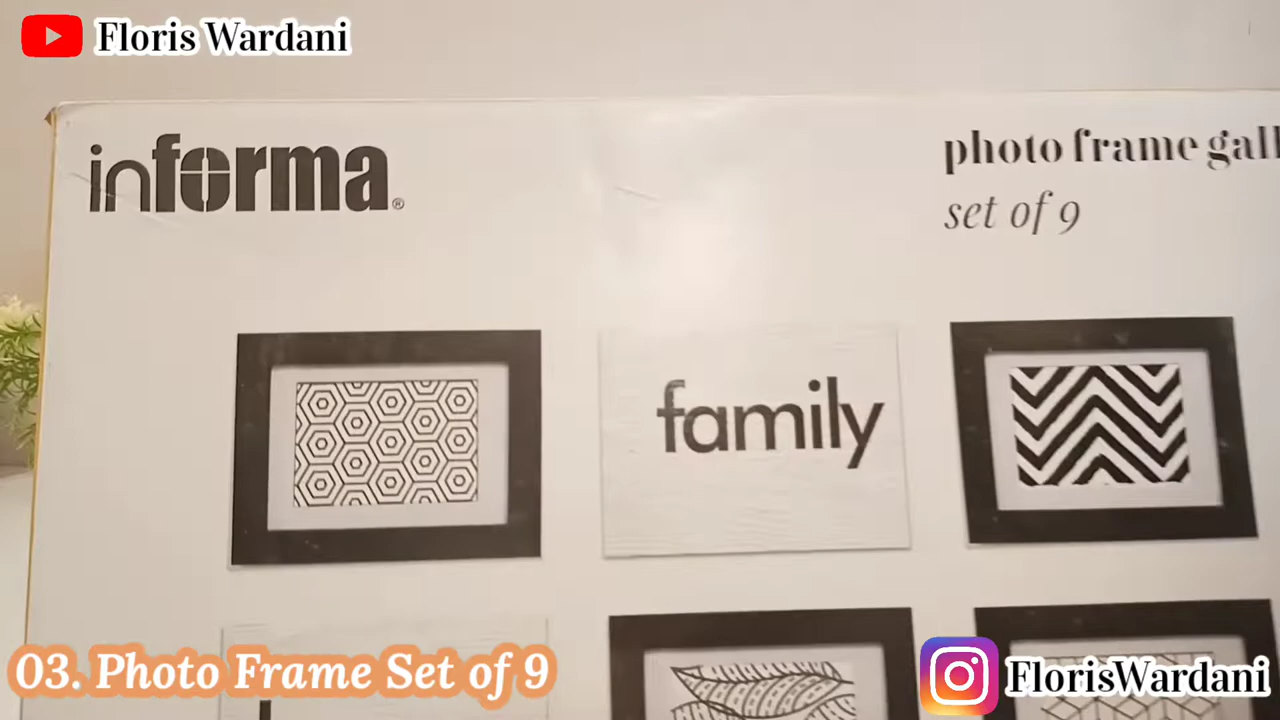 Floris Wardani
informa®
photo frame gall
set of 9
family
03. Photo Frame Set of 9
FlorisWardani